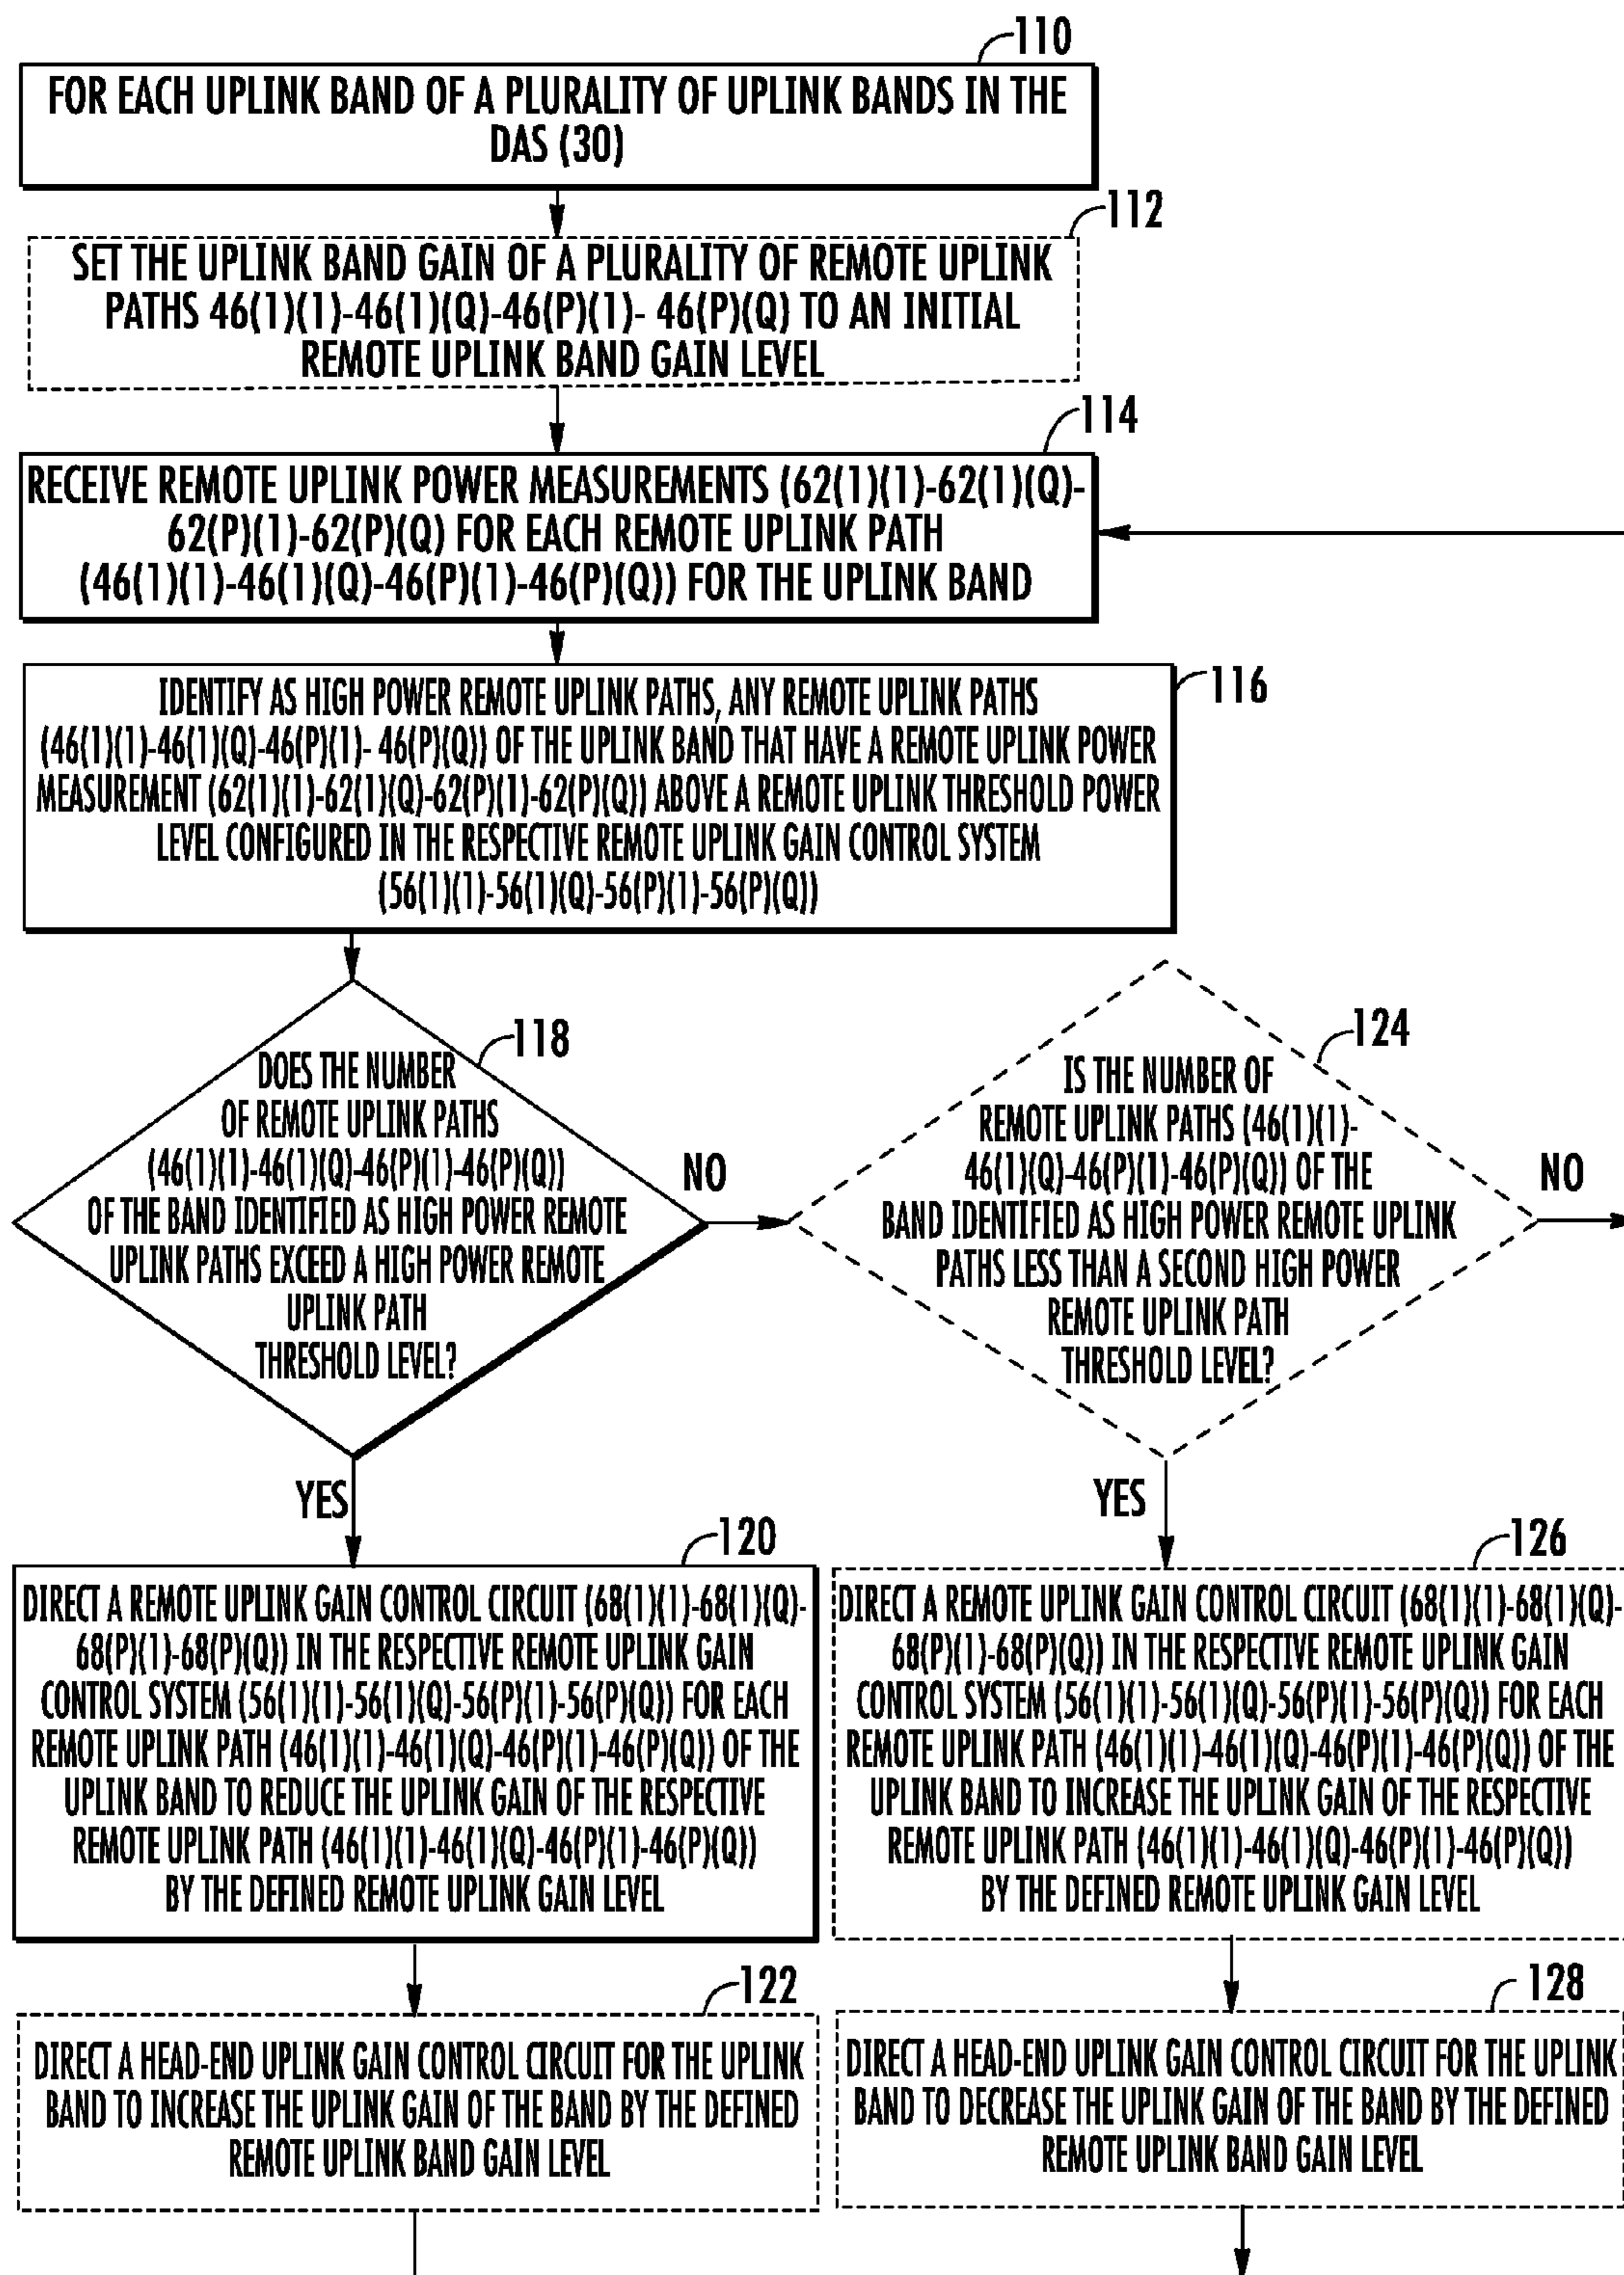 110
FOR EACH UPLINK BAND OF A PLURALITY OF UPLINK BANDS IN THE
DAS (30)
112
SET THE UPLINK BAND GAIN OF A PLURALITY OF REMOTE UPLINK
PATHS 46(1)(1)-46(1)(Q)-46(P)(1)- 46(P)(Q) TO AN INITIAL
REMOTE UPLINK BAND GAIN LEVEL
114
RECEIVE REMOTE UPLINK POWER MEASUREMENTS (62(1)(1)-62(1)(Q)-
62(P)(1)-62(P)(Q) FOR EACH REMOTE UPLINK PATH
(46(1)(1)-46(1)(Q)-46(P)(1)-46(P)(Q)) FOR THE UPLINK BAND
116
IDENTIFY AS HIGH POWER REMOTE UPLINK PATHS, ANY REMOTE UPLINK PATHS
(46(1)(1)-46(1)(Q)-46(P)(1)- 46(P)(Q)) OF THE UPLINK BAND THAT HAVE A REMOTE UPLINK POWER
MEASUREMENT (62(1)(1)-62(1)(Q)-62(P)(1)-62(P)(Q)) ABOVE A REMOTE UPLINK THRESHOLD POWER
LEVEL CONFIGURED IN THE RESPECTIVE REMOTE UPLINK GAIN CONTROL SYSTEM
(56(1)(1)-56(1)(Q)-56(P)(1)-56(P)(Q))
118
DOES THE NUMBER
OF REMOTE UPLINK PATHS
(46(1)(1)-46(1)(Q)-46(P)(1)-46(P)(Q))
OF THE BAND IDENTIFIED AS HIGH POWER REMOTE
UPLINK PATHS EXCEED A HIGH POWER REMOTE
UPLINK PATH
THRESHOLD LEVEL?
NO
YES
124
IS THE NUMBER OF
REMOTE UPLINK PATHS (46(1)(1)-
46(1)(Q)-46(P)(1)-46(P)(Q)) OF THE
BAND IDENTIFIED AS HIGH POWER REMOTE UPLINK
PATHS LESS THAN A SECOND HIGH POWER
REMOTE UPLINK PATH
THRESHOLD LEVEL?
NO
YES
120
DIRECT A REMOTE UPLINK GAIN CONTROL CIRCUIT (68(1)(1)-68(1)(Q)-
68(P)(1)-68(P)(Q)) IN THE RESPECTIVE REMOTE UPLINK GAIN
CONTROL SYSTEM (56(1)(1)-56(1)(Q)-56(P)(1)-56(P)(Q)) FOR EACH
REMOTE UPLINK PATH (46(1)(1)-46(1)(Q)-46(P)(1)-46(P)(Q)) OF THE
UPLINK BAND TO REDUCE THE UPLINK GAIN OF THE RESPECTIVE
REMOTE UPLINK PATH (46(1)(1)-46(1)(Q)-46(P)(1)-46(P)(Q))
BY THE DEFINED REMOTE UPLINK GAIN LEVEL
126
DIRECT A REMOTE UPLINK GAIN CONTROL CIRCUIT (68(1)(1)-68(1)(Q)-
68(P)(1)-68(P)(Q)) IN THE RESPECTIVE REMOTE UPLINK GAIN
CONTROL SYSTEM (56(1)(1)-56(1)(Q)-56(P)(1)-56(P)(Q)) FOR EACH
REMOTE UPLINK PATH (46(1)(1)-46(1)(Q)-46(P)(1)-46(P)(Q)) OF THE
UPLINK BAND TO INCREASE THE UPLINK GAIN OF THE RESPECTIVE
REMOTE UPLINK PATH (46(1)(1)-46(1)(Q)-46(P)(1)-46(P)(Q))
BY THE DEFINED REMOTE UPLINK GAIN LEVEL
122
DIRECT A HEAD-END UPLINK GAIN CONTROL CIRCUIT FOR THE UPLINK
BAND TO INCREASE THE UPLINK GAIN OF THE BAND BY THE DEFINED
REMOTE UPLINK BAND GAIN LEVEL
128
DIRECT A HEAD-END UPLINK GAIN CONTROL CIRCUIT FOR THE UPLINK
BAND TO DECREASE THE UPLINK GAIN OF THE BAND BY THE DEFINED
REMOTE UPLINK BAND GAIN LEVEL